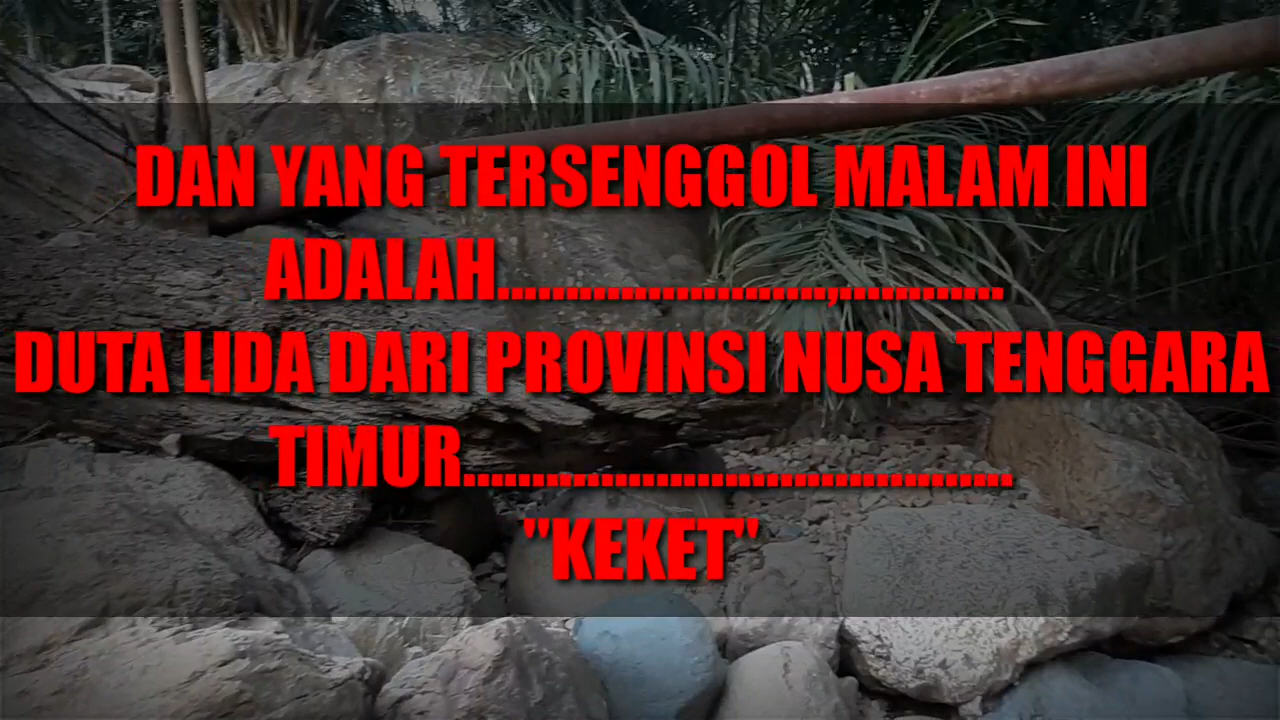 DAN YANG TERSENGGOL MALAM INI
ADALAH........................,............
DUTA LIDA DARI PROVINSI NUSA TENGGARA
TIMUR........................................
"KEKET"